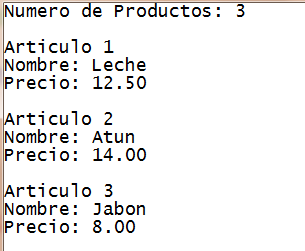 Numero de Productos: 3
Articulo 1
Nombre: Leche
Precio: 12.50
Articulo 2
Nombre: Atun
Precio: 14.00
Articulo 3
Nombre: Jabon
Precio: 8.00